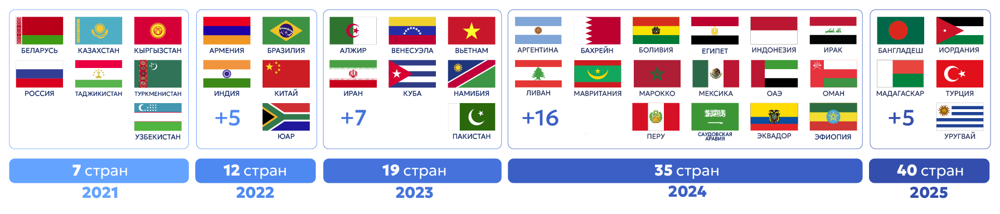 БЕЛАРУСЬ КАЗАХСТАН КЫРГЫЗСТАН
РОССИЯ ТАДЖИКИСТАН ТУРКМЕНИСТАН
УЗБЕКИСТАН
7 стран
2021
АРМЕНИЯ БРАЗИЛИЯ
ИНДИЯ КИТАЙ
+5 ЮАР
12 стран
2022
АЛЖИР ВЕНЕСУЭЛА ВЬЕТНАМ
ИРАН КУБА НАМИБИЯ
+7 ПАКИСТАН
19 стран
2023
АРГЕНТИНА БАХРЕЙН БОЛИВИЯ ЕГИПЕТ ИНДОНЕЗИЯ ИРАК
ЛИВАН МАВРИТАНИЯ МАРОККО МЕКСИКА ОАЭ ОМАН
+16 ПЕРУ САУДОВСКАЯ АРАВИЯ ЭКВАДОР ЭФИОПИЯ
35 стран
2024
БАНГЛАДЕШ ИОРДАНИЯ
МАДАГАСКАР ТУРЦИЯ
+5 УРУГВАЙ
40 стран
2025